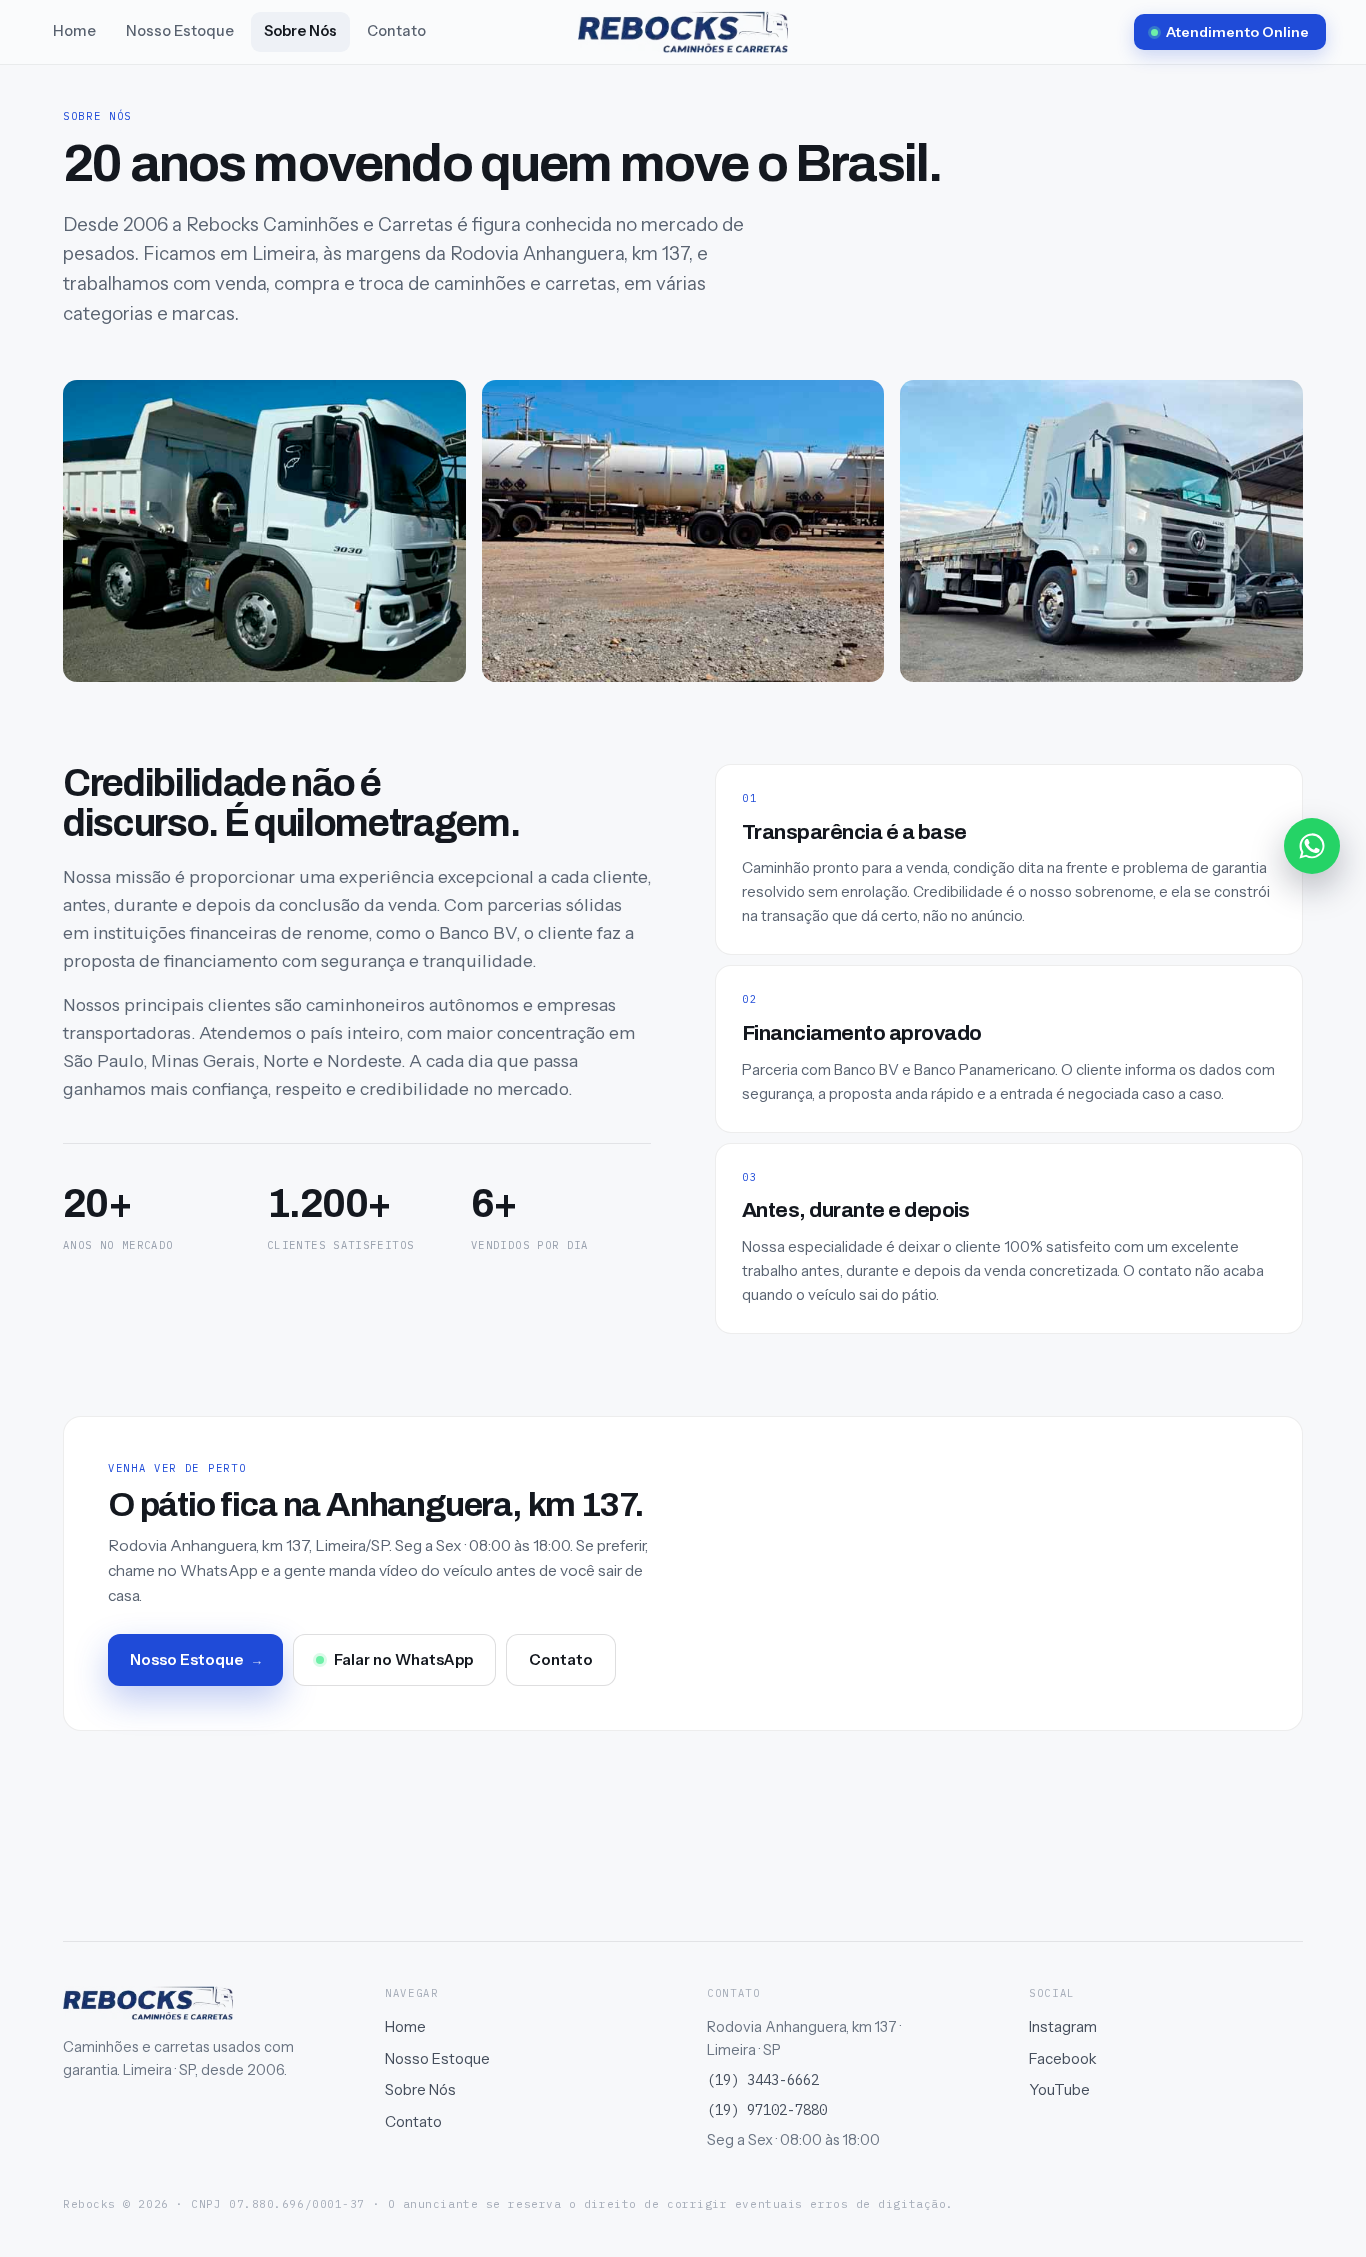 Home
Nosso Estoque
Sobre Nós
Contato
REBOCKS
CAMINHÕES E CARRETAS
Atendimento Online
SOBRE NÓS
20 anos movendo quem move o Brasil.
Desde 2006 a Rebocks Caminhões e Carretas é figura conhecida no mercado de
pesados. Ficamos em Limeira, às margens da Rodovia Anhanguera, km 137, e
trabalhamos com venda, compra e troca de caminhões e carretas, em várias
categorias e marcas.
3030
Credibilidade não é
discurso. É quilometragem.
Nossa missão é proporcionar uma experiência excepcional a cada cliente,
antes, durante e depois da conclusão da venda. Com parcerias sólidas
em instituições financeiras de renome, como o Banco BV, o cliente faz a
proposta de financiamento com segurança e tranquilidade.
Nossos principais clientes são caminhoneiros autônomos e empresas
transportadoras. Atendemos o país inteiro, com maior concentração em
São Paulo, Minas Gerais, Norte e Nordeste. A cada dia que passa
ganhamos mais confiança, respeito e credibilidade no mercado.
20+
ANOS NO MERCADO
1.200+
CLIENTES SATISFEITOS
6+
VENDIDOS POR DIA
01
Transparência é a base
Caminhão pronto para a venda, condição dita na frente e problema de garantia
resolvido sem enrolação. Credibilidade é o nosso sobrenome, e ela se constrói
na transação que dá certo, não no anúncio.
02
Financiamento aprovado
Parceria com Banco BV e Banco Panamericano. O cliente informa os dados com
segurança, a proposta anda rápido e a entrada é negociada caso a caso.
03
Antes, durante e depois
Nossa especialidade é deixar o cliente 100% satisfeito com um excelente
trabalho antes, durante e depois da venda concretizada. O contato não acaba
quando o veículo sai do pátio.
VENHA VER DE PERTO
O pátio fica na Anhanguera, km 137.
Rodovia Anhanguera, km 137, Limeira/SP. Seg a Sex · 08:00 às 18:00. Se preferir,
chame no WhatsApp e a gente manda vídeo do veículo antes de você sair de
casa.
Nosso Estoque →
Falar no WhatsApp
Contato
REBOCKS
CAMINHÕES E CARRETAS
Caminhões e carretas usados com
garantia. Limeira · SP, desde 2006.
NAVEGAR
Home
Nosso Estoque
Sobre Nós
Contato
CONTATO
Rodovia Anhanguera, km 137 ·
Limeira · SP
(19) 3443-6662
(19) 97102-7880
Seg a Sex · 08:00 às 18:00
SOCIAL
Instagram
Facebook
YouTube
Rebocks © 2026 · CNPJ 07.880.696/0001-37 · O anunciante se reserva o direito de corrigir eventuais erros de digitação.